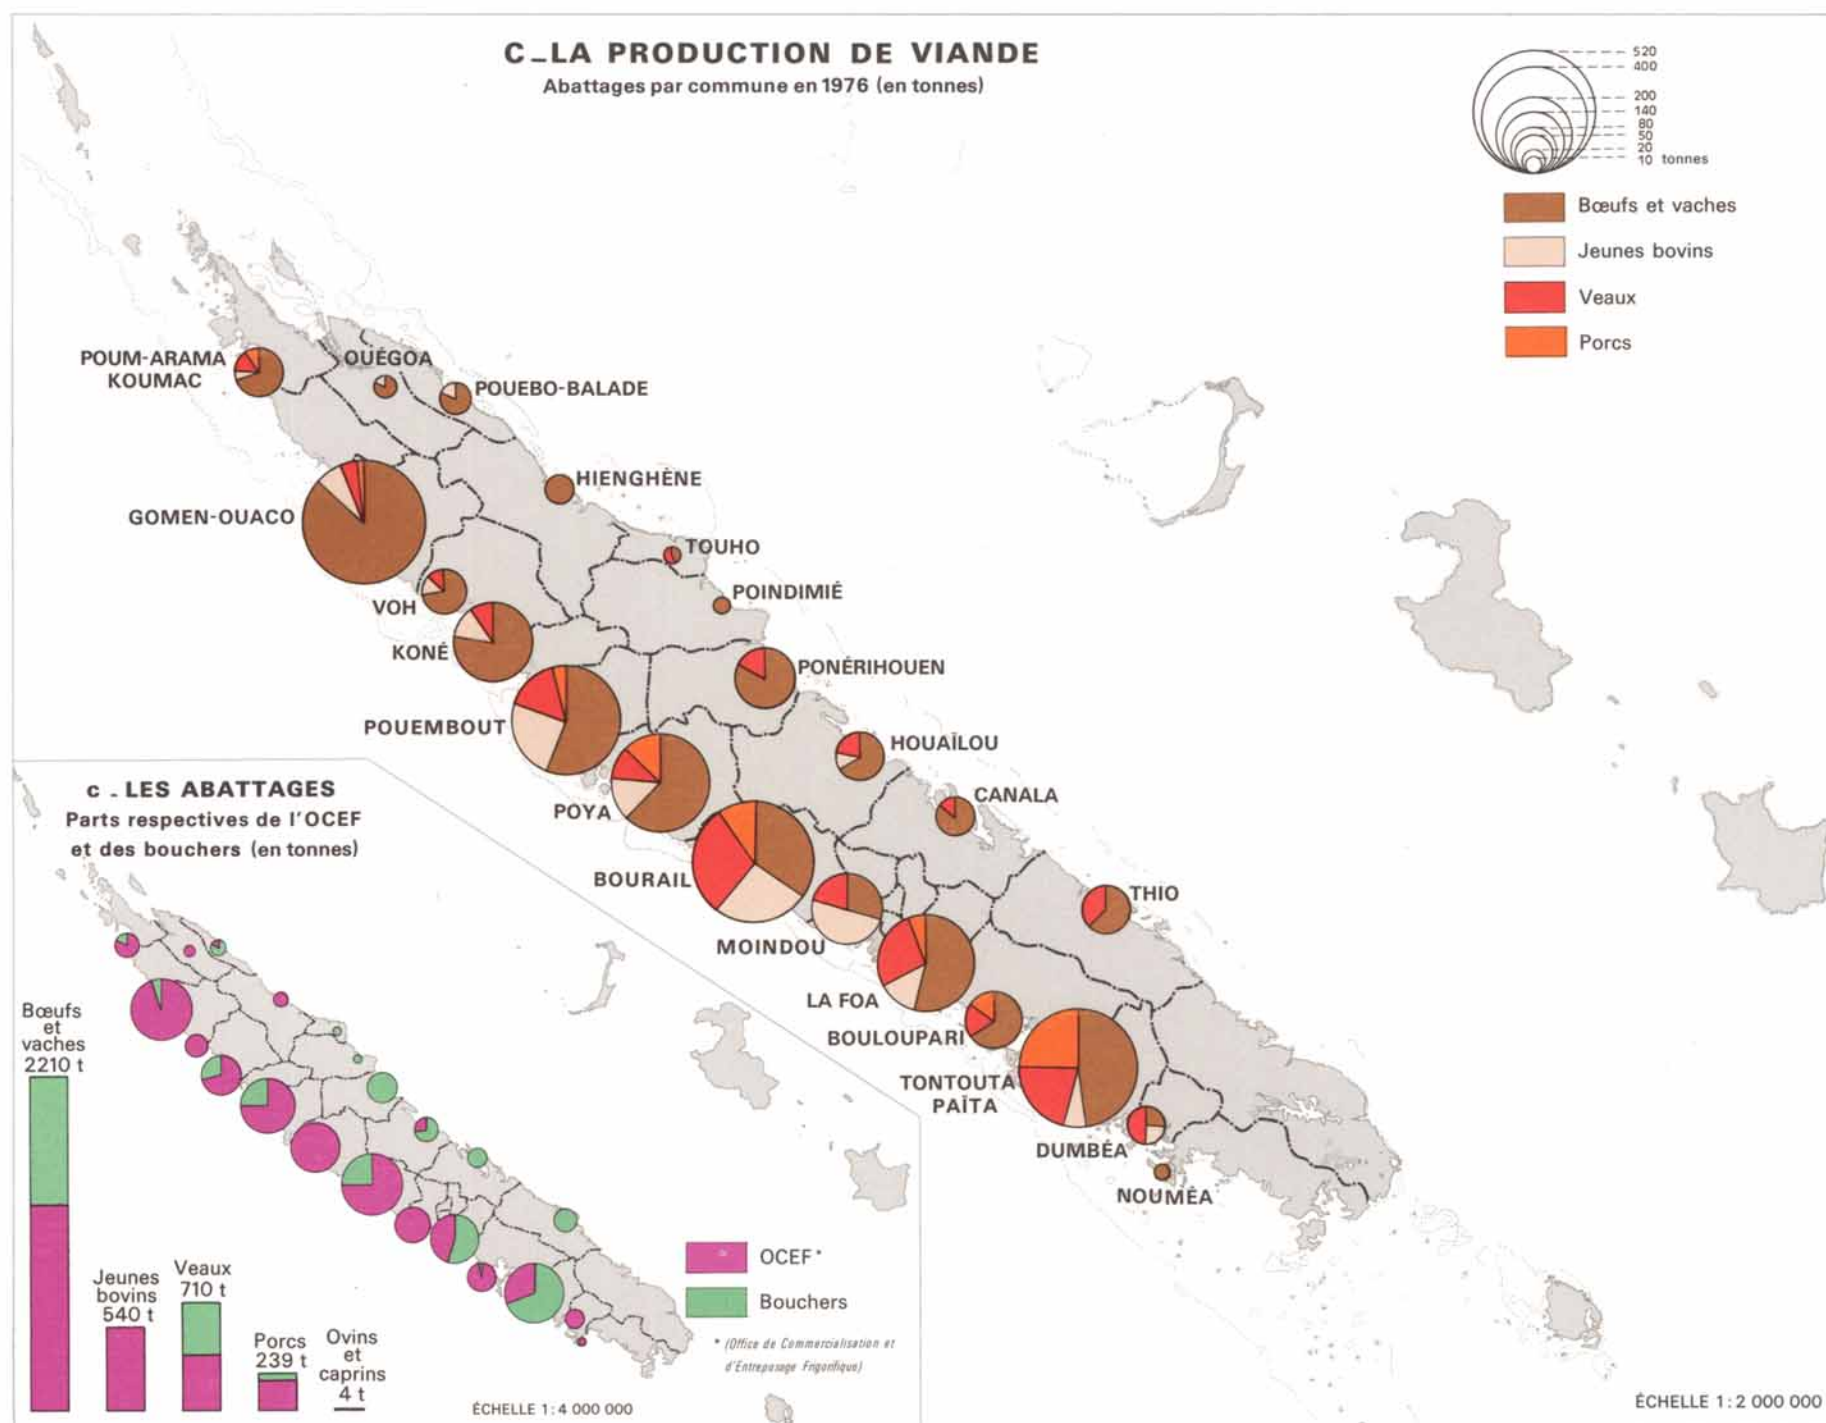 C_LA PRODUCTION DE VIANDE
Abattages par commune en 1976 (en tonnes)
520
400
200
140
80
50
20
10 tonnes
Bœufs et vaches
Jeunes bovins
Veaux
Porcs
POUM-ARAMA
KOUMAC
OUÉGOA
POUEBO-BALADE
HIENGHÈNE
GOMEN-OUACO
TOUHO
POINDIMIÉ
VOH
KONÉ
PONÉRIHOUEN
POUEMBOUT
HOUAÏLOU
POYA
CANALA
BOURAIL
THIO
MOINDOU
LA FOA
BOULOUPARI
TONTOUTA
PAÏTA
DUMBÉA
NOUMÉA
c _ LES ABATTAGES
Parts respectives de l'OCEF
et des bouchers (en tonnes)
Bœufs
et
vaches
2210 t
Jeunes
bovins
540 t
Veaux
710 t
Porcs
239 t
Ovins
et
caprins
4 t
OCEF*
Bouchers
* (Office de Commercialisation et
d'Entreposage Frigorifique)
ÉCHELLE 1:4 000 000
ÉCHELLE 1:2 000 000